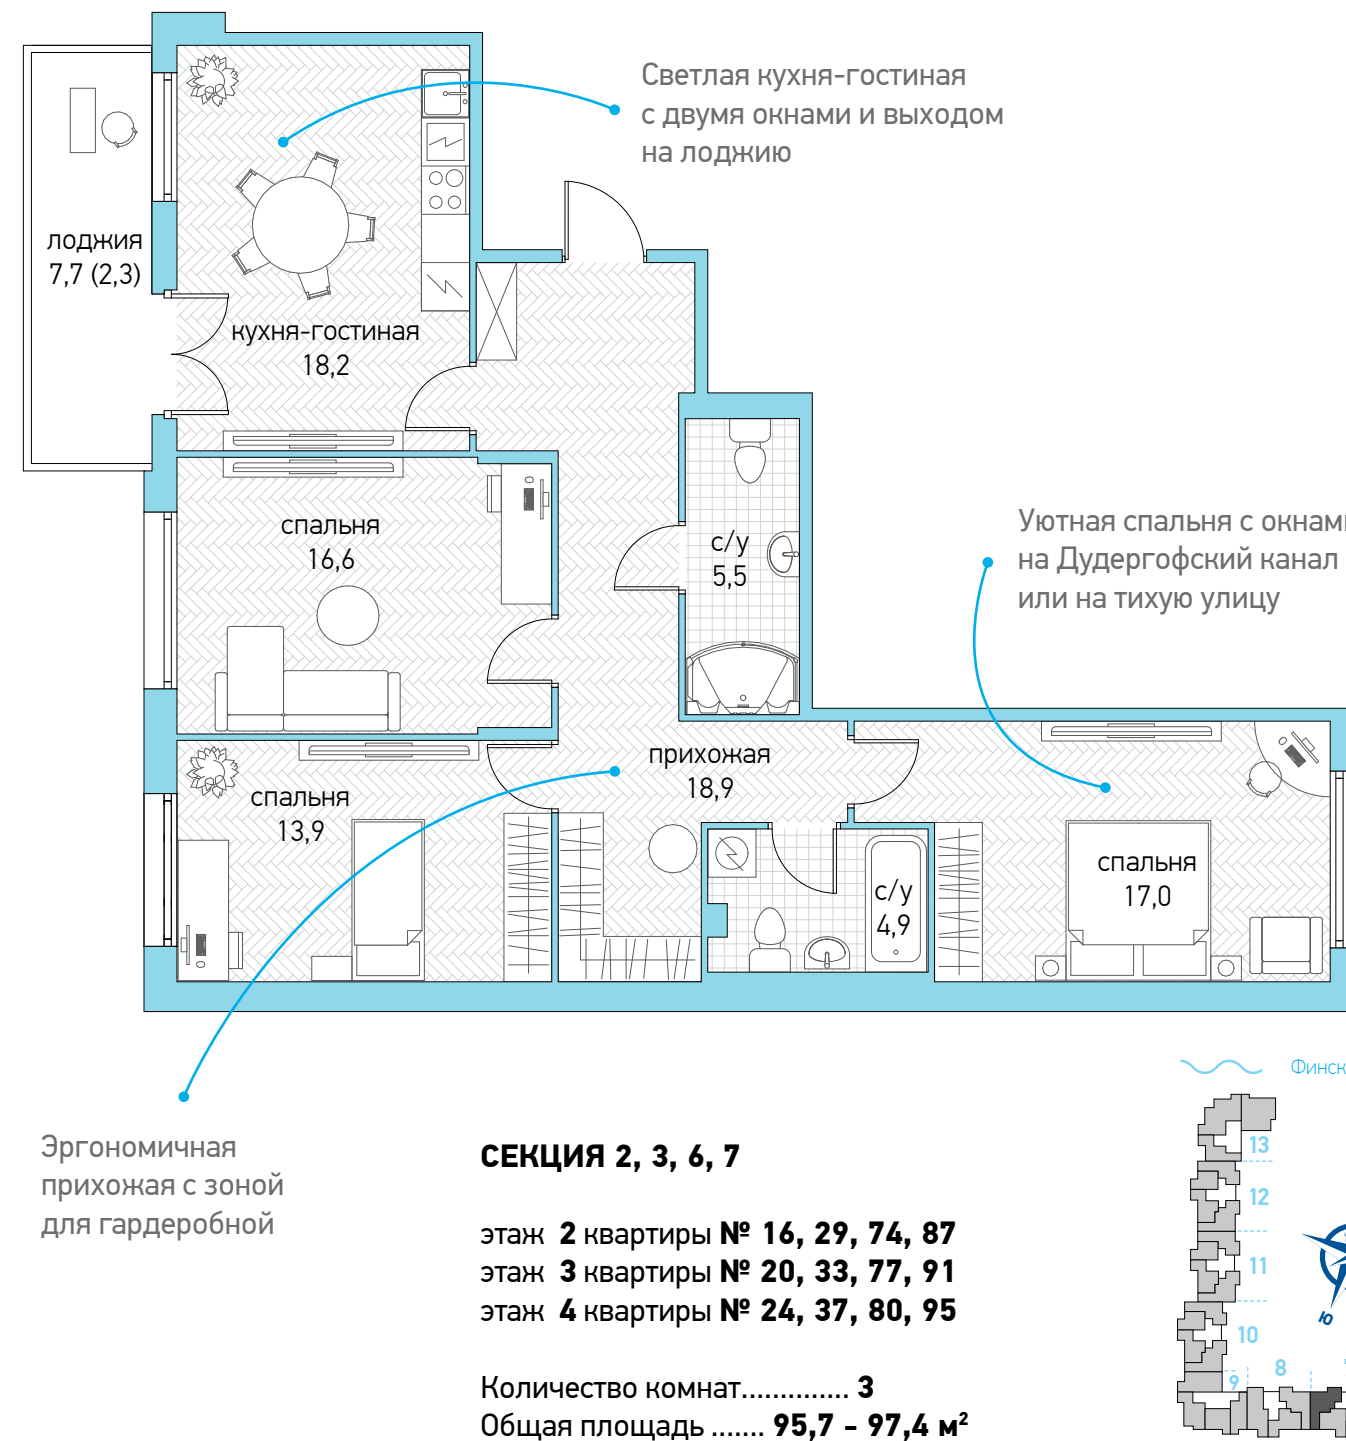 Светлая кухня-гостиная
с двумя окнами и выходом
на лоджию
лоджия
7,7 (2,3)
кухня-гостиная
18,2
спальня
16,6
с/у
5,5
Уютная спальня с окнами
на Дудергофский канал
или на тихую улицу
прихожая
18,9
спальня
13,9
с/у
4,9
спальня
17,0
Эргономичная
прихожая с зоной
для гардеробной
СЕКЦИЯ 2, 3, 6, 7
этаж 2 квартиры № 16, 29, 74, 87
этаж 3 квартиры № 20, 33, 77, 91
этаж 4 квартиры № 24, 37, 80, 95
Количество комнат.............. 3
Общая площадь ....... 95,7 - 97,4 м²
Финск
13
12
11
10
9
8
Ю